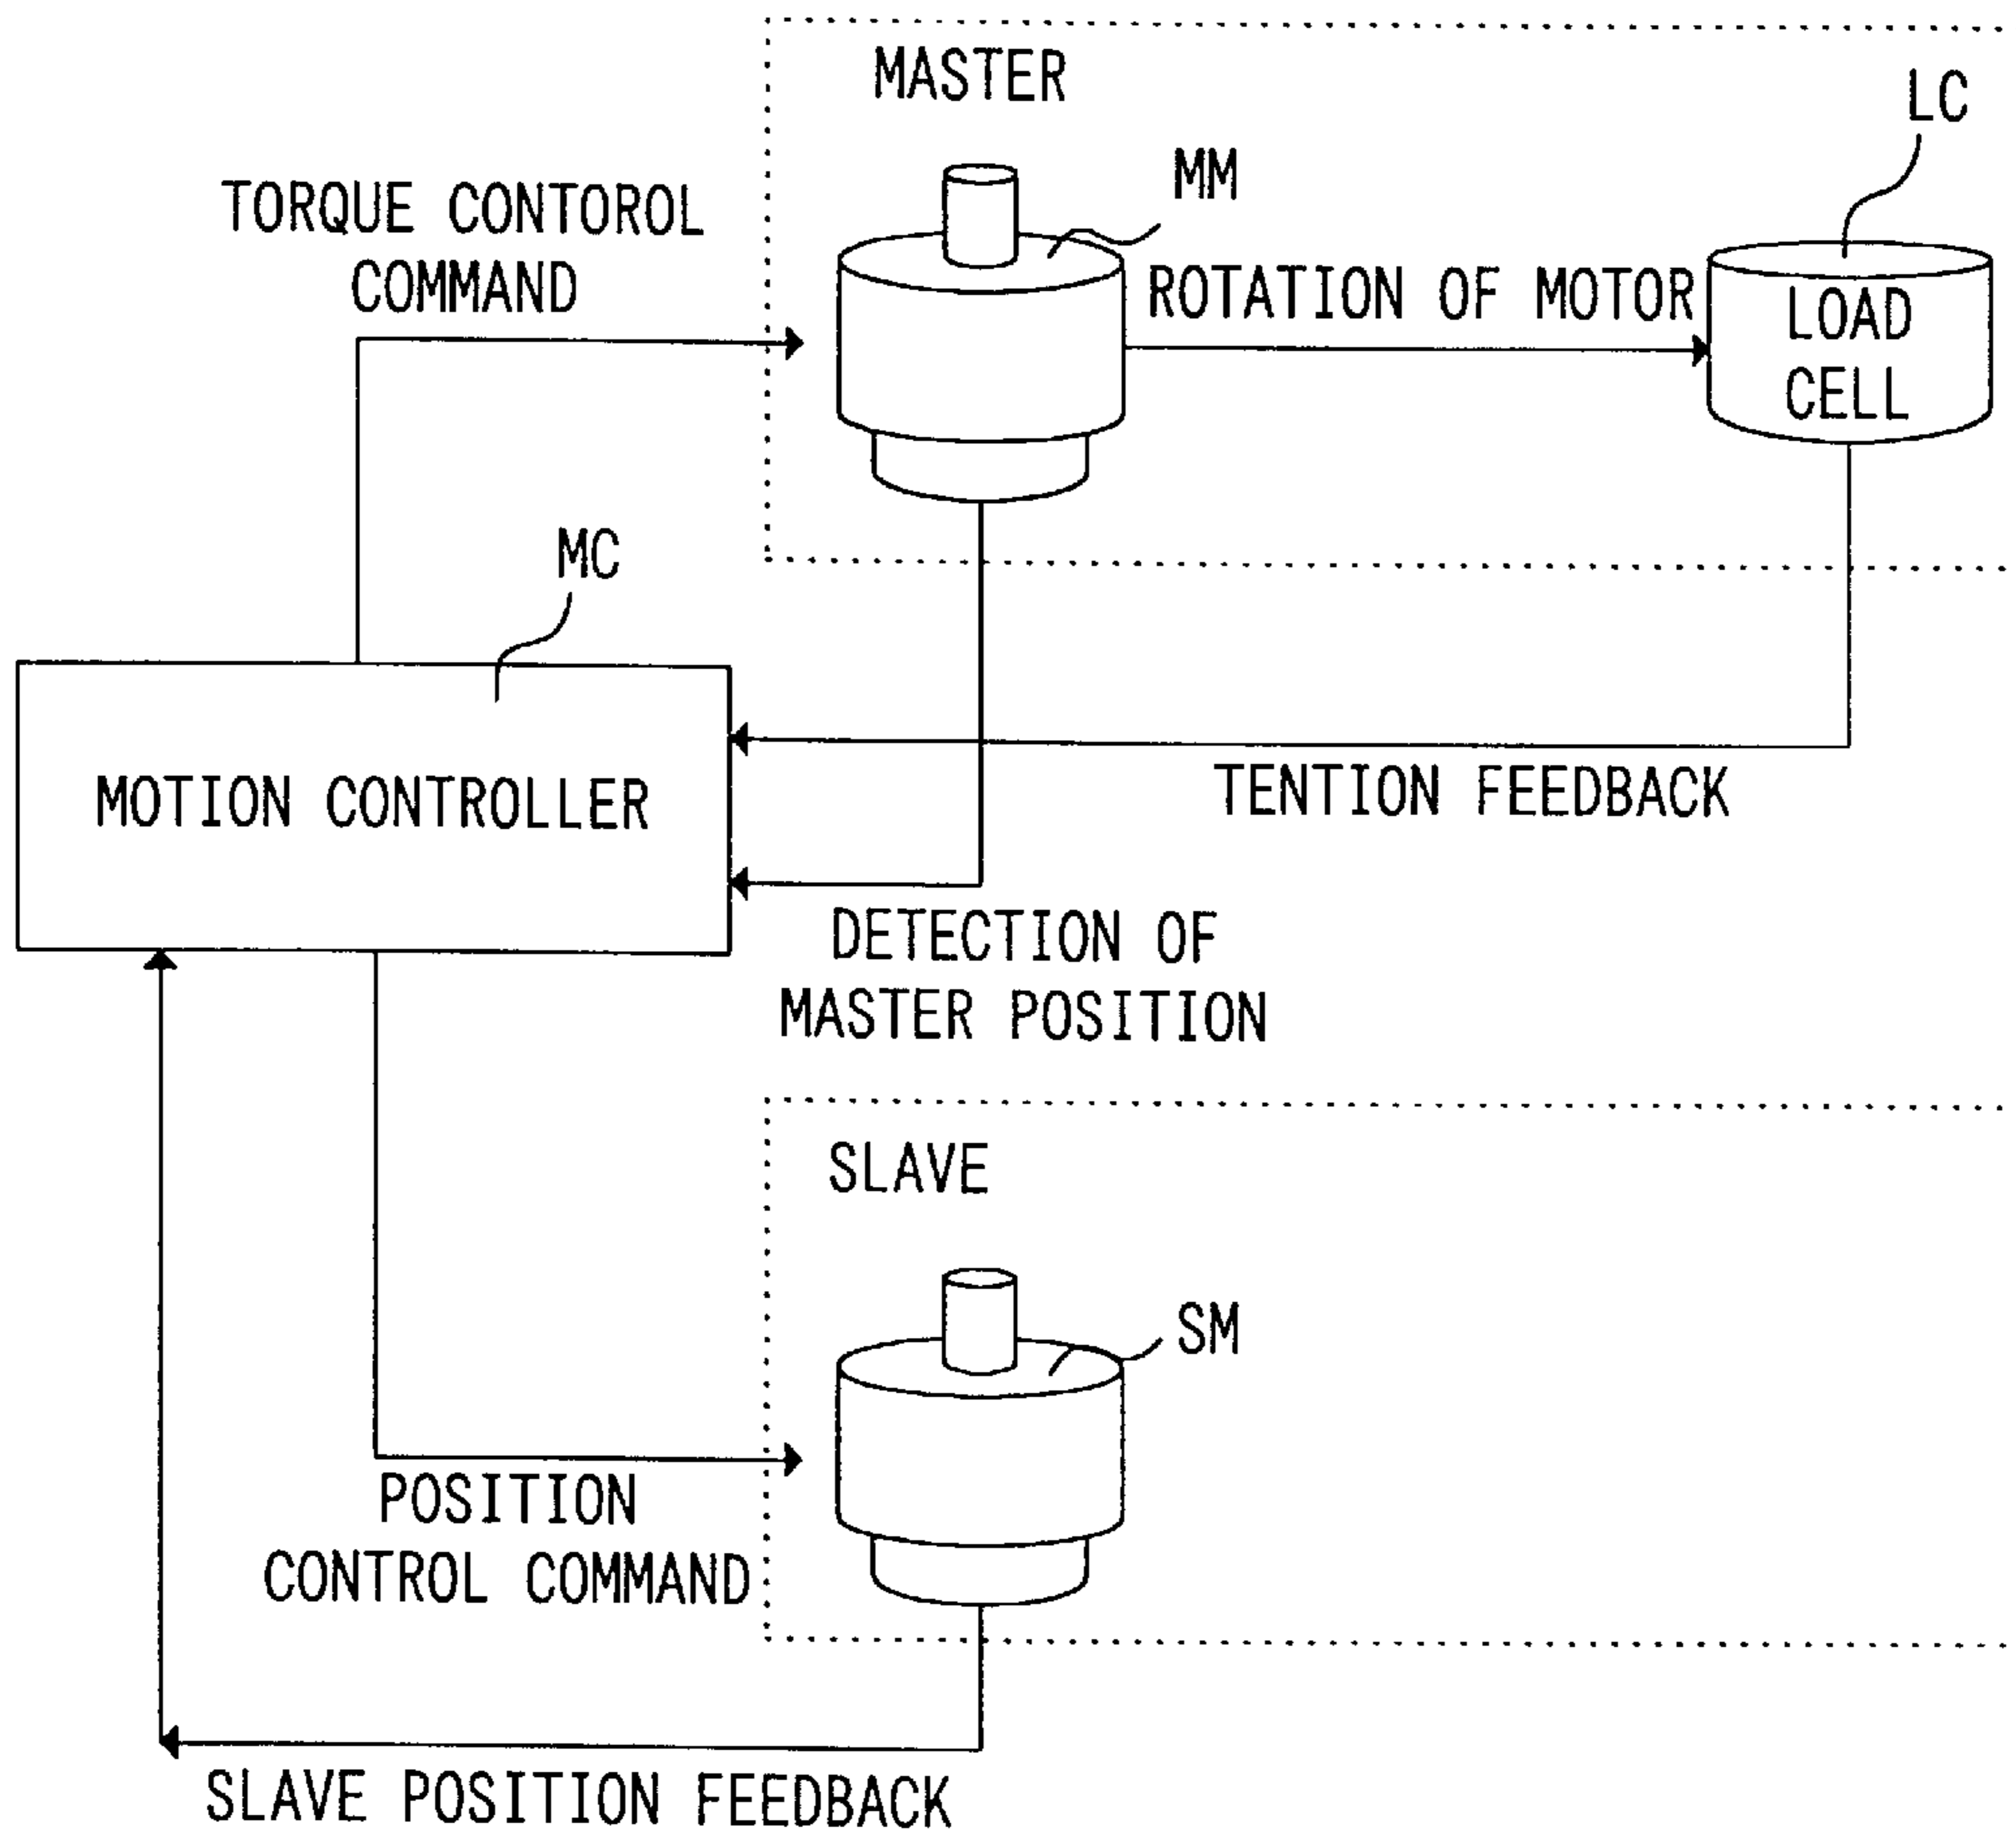 MASTER
LC
MM
TORQUE CONTOROL
COMMAND
ROTATION OF MOTOR
LOAD
CELL
MC
MOTION CONTROLLER
TENTION FEEDBACK
DETECTION OF
MASTER POSITION
SLAVE
SM
POSITION
CONTROL COMMAND
SLAVE POSITION FEEDBACK